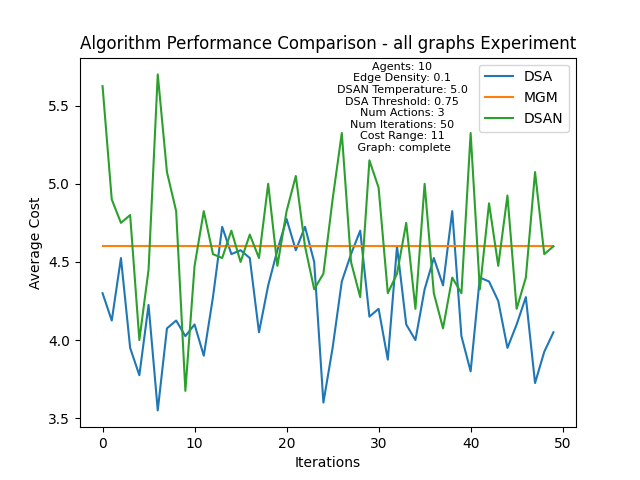 Algorithm Performance Comparison - all graphs Experiment
Agents: 10
Edge Density: 0.1
DSAN Temperature: 5.0
DSA Threshold: 0.75
Num Actions: 3
Num Iterations: 50
Cost Range: 11
Graph: complete
DSA
MGM
DSAN
Average Cost
5.5
5.0
4.5
4.0
3.5
0 10 20 30 40 50
Iterations